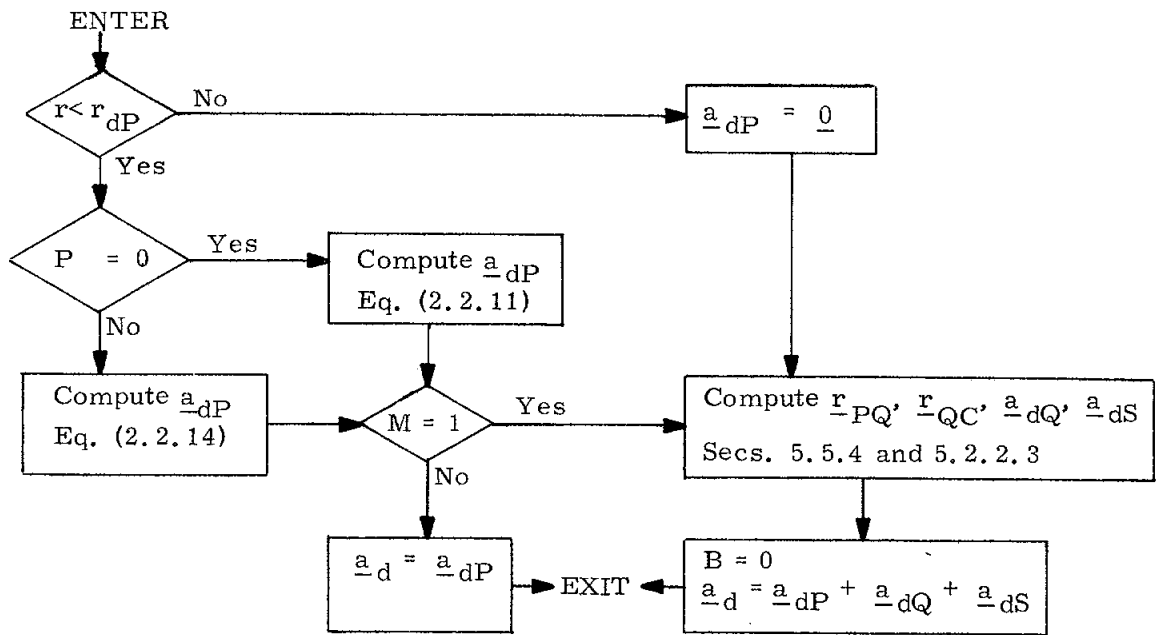 ENTER
r< r_dP
No
a_dP = 0
Yes
P = 0
Yes
Compute a_dP
Eq. (2.2.11)
No
Compute a_dP
Eq. (2.2.14)
M = 1
Yes
Compute r_PQ, r_QC, a_dQ, a_dS
Secs. 5.5.4 and 5.2.2.3
No
a_d = a_dP
EXIT
B = 0
a_d = a_dP + a_dQ + a_dS